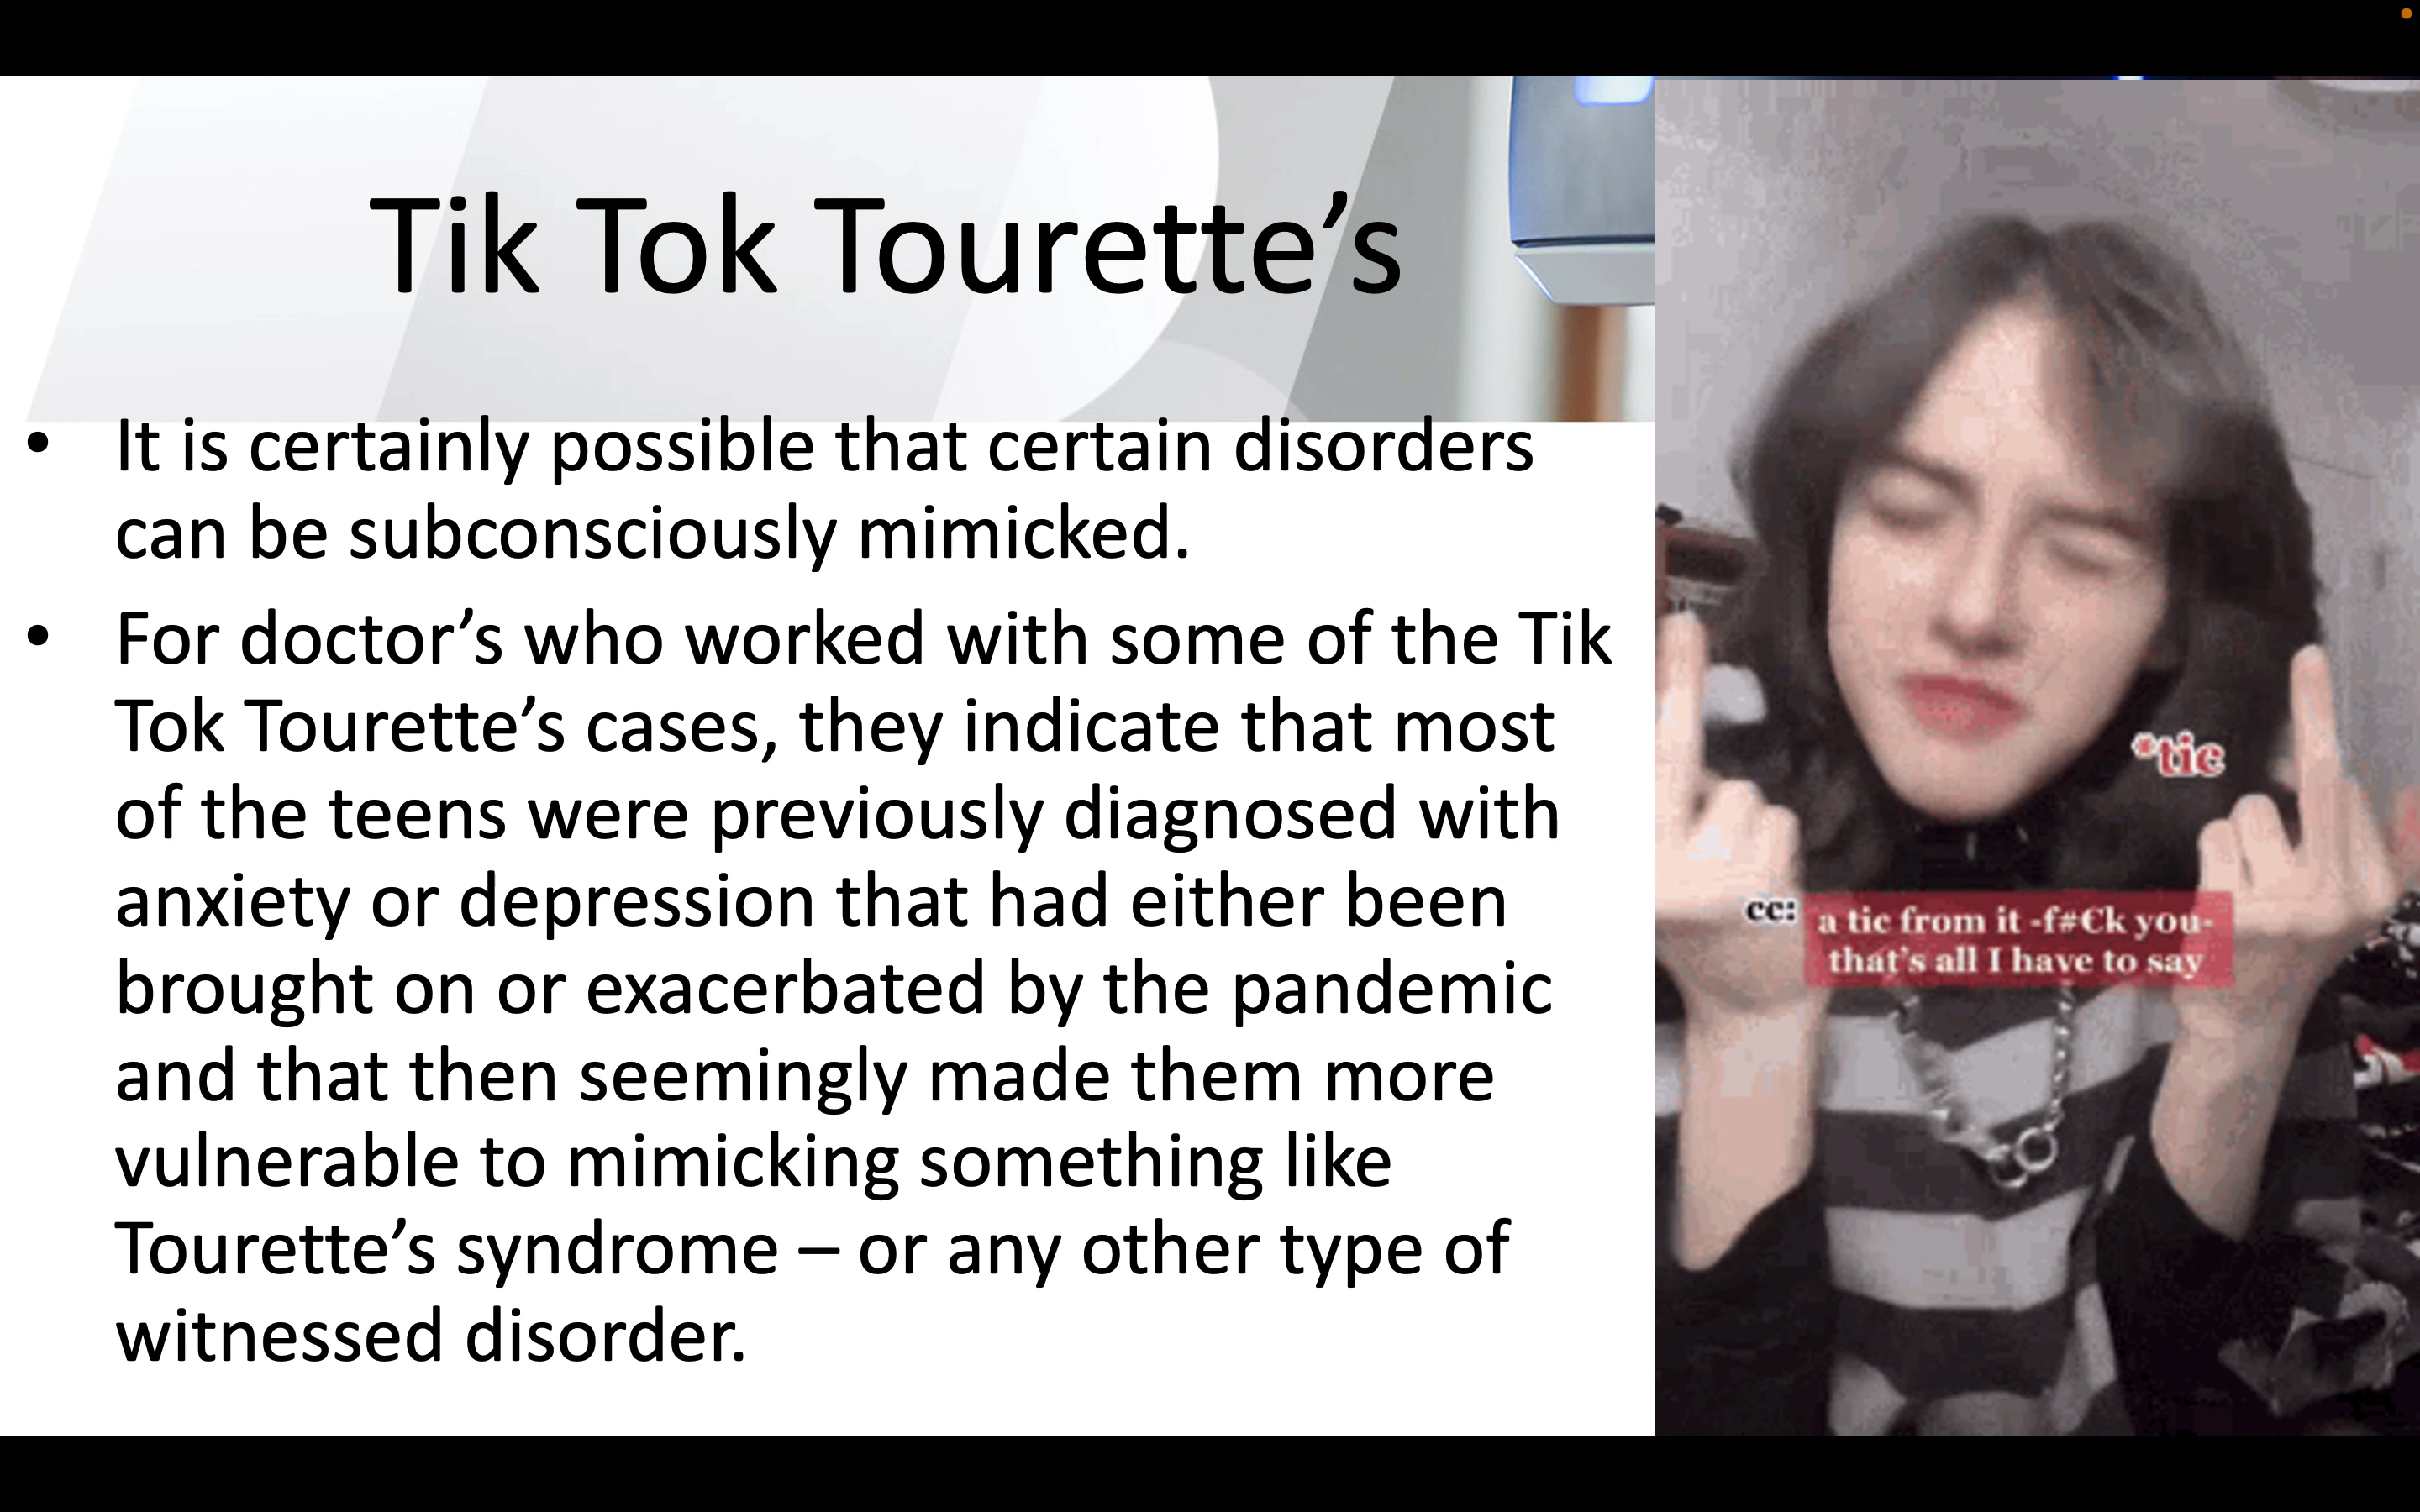 Tik Tok Tourette’s
• It is certainly possible that certain disorders
can be subconsciously mimicked.
• For doctor’s who worked with some of the Tik
Tok Tourette’s cases, they indicate that most
of the teens were previously diagnosed with
anxiety or depression that had either been
brought on or exacerbated by the pandemic
and that then seemingly made them more
vulnerable to mimicking something like
Tourette’s syndrome – or any other type of
witnessed disorder.
*tic
cc: a tic from it -f#€k you-
that’s all I have to say